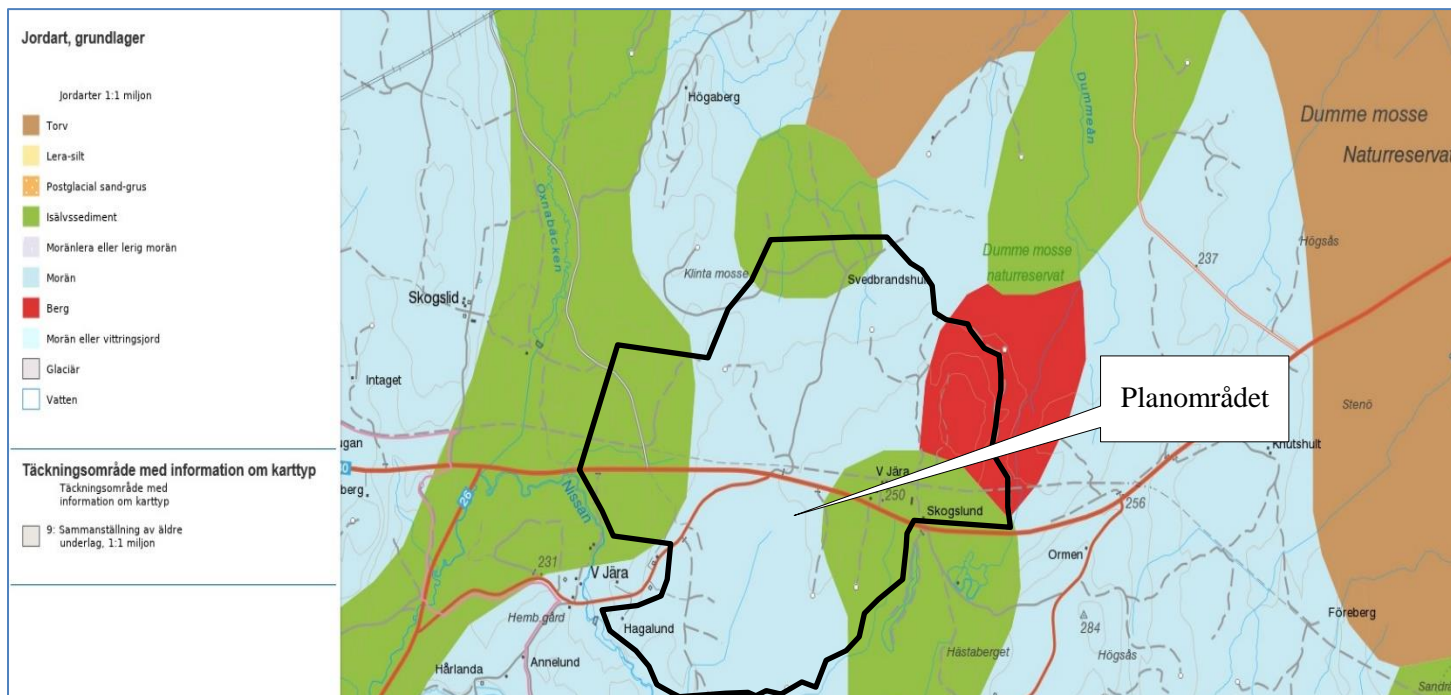 Jordart, grundlager
Jordarter 1:1 miljon
Torv
Lera-silt
Postglacial sand-grus
Isälvssediment
Moränlera eller lerig morän
Morän
Berg
Morän eller vittringsjord
Glaciär
Vatten
Täckningsområde med information om karttyp
Täckningsområde med
information om karttyp
9: Sammanställning av äldre
underlag, 1:1 miljon
Högaberg
Dummeån
Dumme mosse
Naturreservat
Oxnabäcken
Klinta mosse
Svedbrandshult
Dumme mosse
naturreservat
237
Högsås
Skogslid
Intaget
Planområdet
Stenö
Knutshult
26
Nissan
V Jära
250
Skogslund
256
Ormen
231
V Jära
Hemb.gård
Hagalund
Föreberg
284
Högsås
Hästaberget
Hårlanda
Annelund